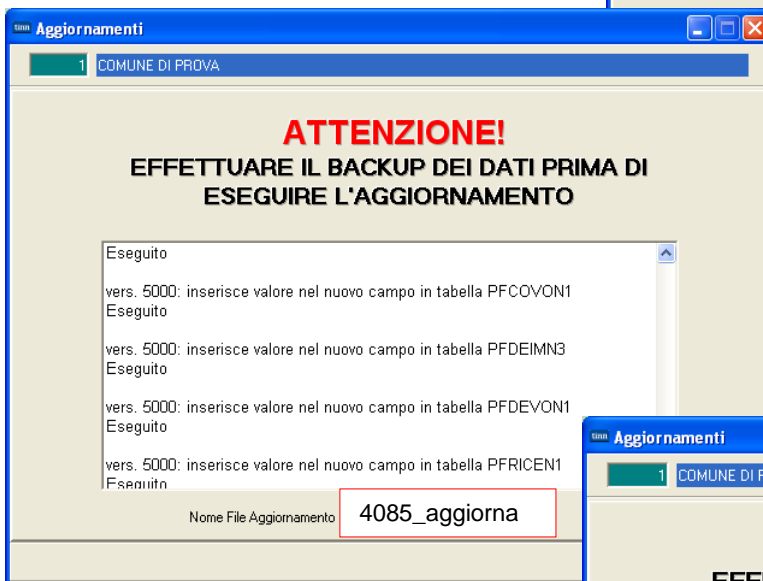 tinn Aggiornamenti
1 COMUNE DI PROVA
ATTENZIONE!
EFFETTUARE IL BACKUP DEI DATI PRIMA DI
ESEGUIRE L'AGGIORNAMENTO
Eseguito
vers. 5000: inserisce valore nel nuovo campo in tabella PFCOVON1
Eseguito
vers. 5000: inserisce valore nel nuovo campo in tabella PFDEIMN3
Eseguito
vers. 5000: inserisce valore nel nuovo campo in tabella PFDEVON1
Eseguito
vers. 5000: inserisce valore nel nuovo campo in tabella PFRICEN1
Eseguito
Nome File Aggiornamento 4085_aggiorna
tinn Aggiornamenti
1 COMUNE DI